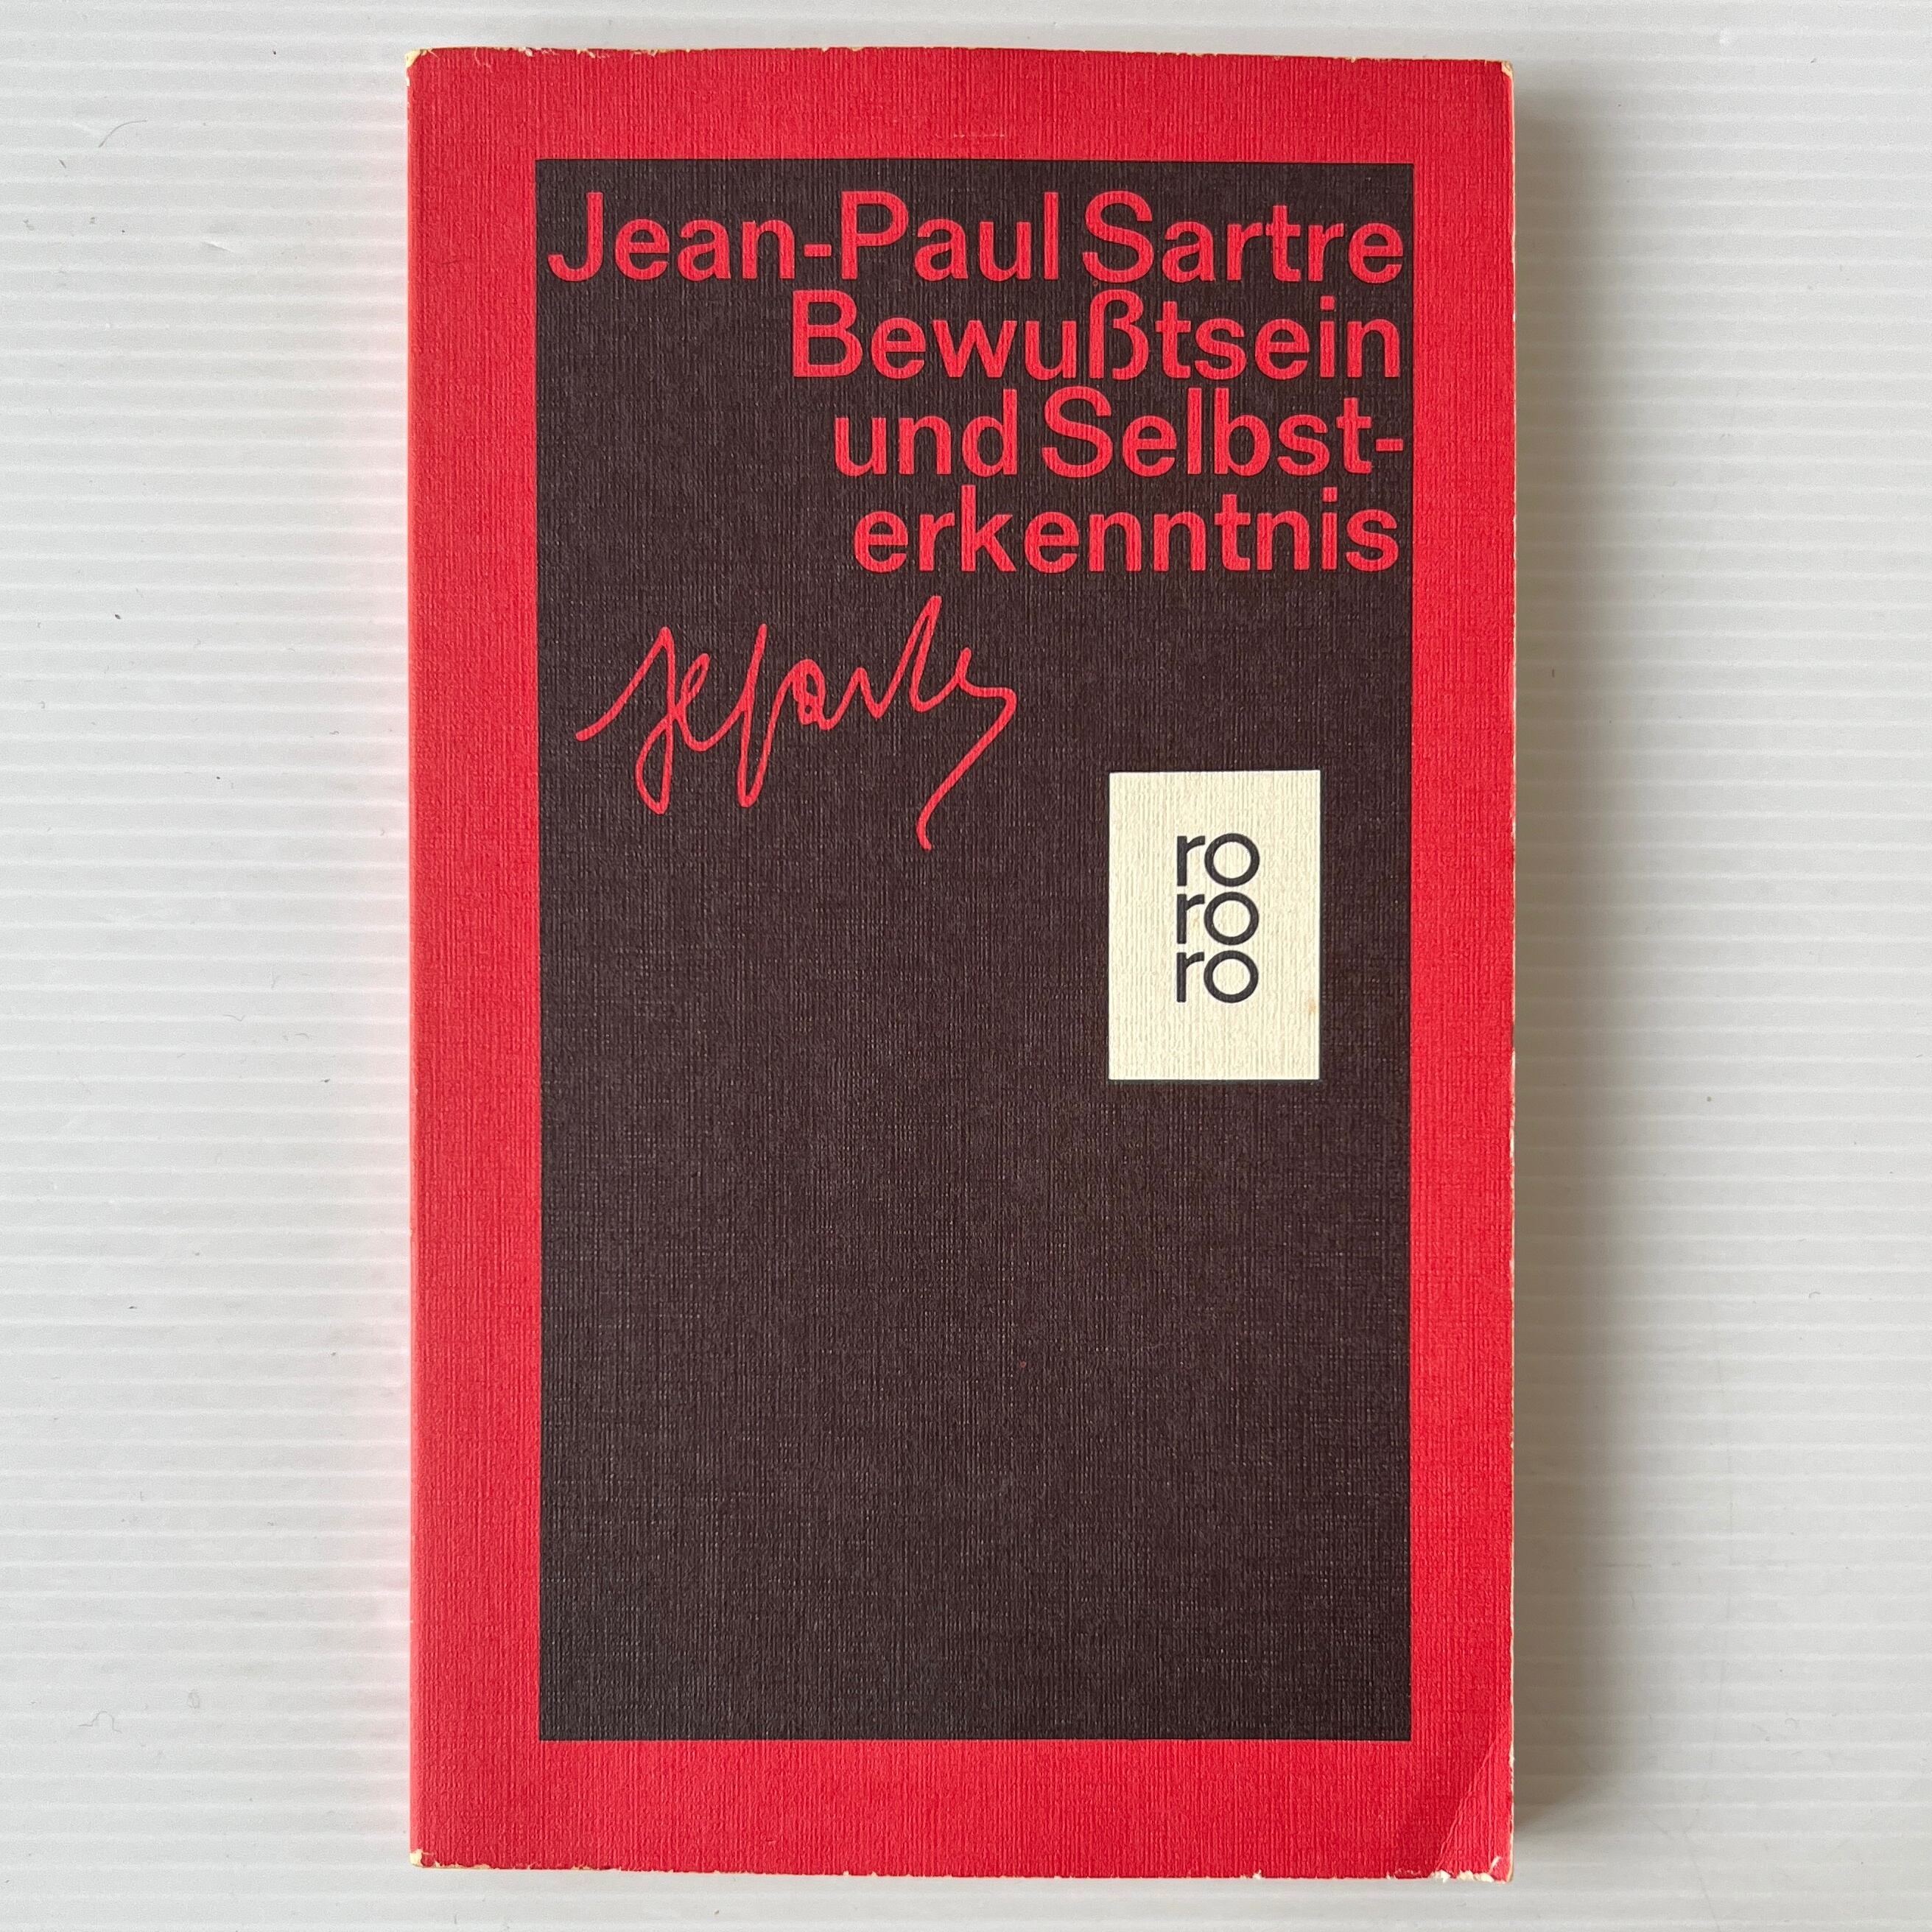 Jean-Paul Sartre
Bewußtsein
und Selbst-
erkenntnis
ro
ro
ro